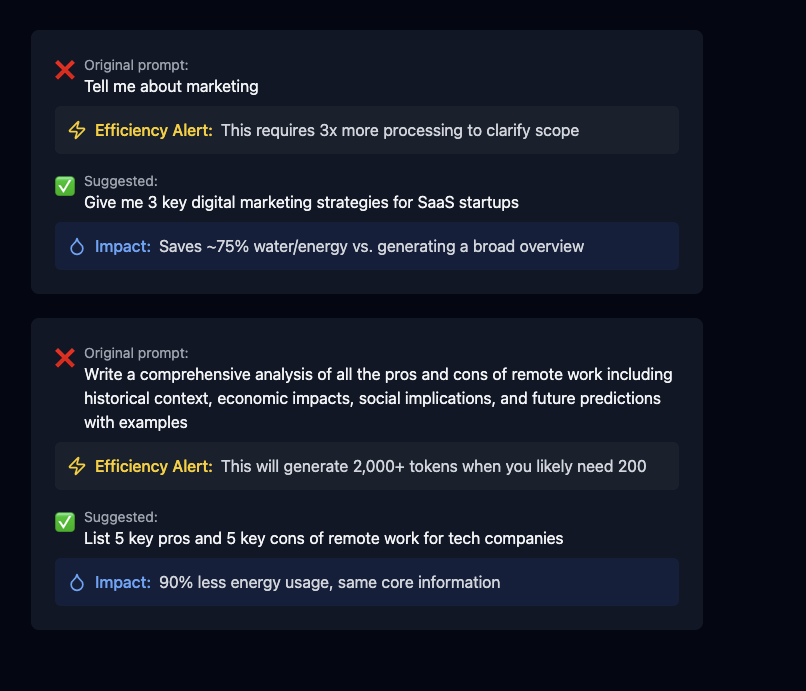 Original prompt:
Tell me about marketing
Efficiency Alert: This requires 3x more processing to clarify scope
Suggested:
Give me 3 key digital marketing strategies for SaaS startups
Impact: Saves ~75% water/energy vs. generating a broad overview
Original prompt:
Write a comprehensive analysis of all the pros and cons of remote work including
historical context, economic impacts, social implications, and future predictions
with examples
Efficiency Alert: This will generate 2,000+ tokens when you likely need 200
Suggested:
List 5 key pros and 5 key cons of remote work for tech companies
Impact: 90% less energy usage, same core information